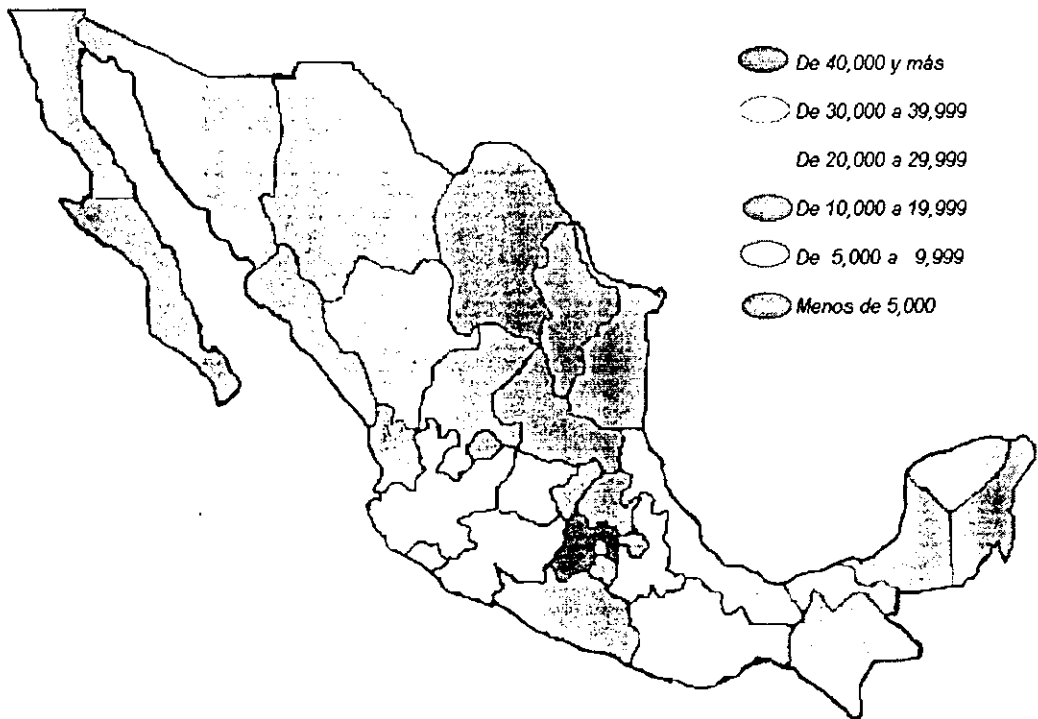 De 40,000 y más
De 30,000 a 39,999
De 20,000 a 29,999
De 10,000 a 19,999
De 5,000 a 9,999
Menos de 5,000